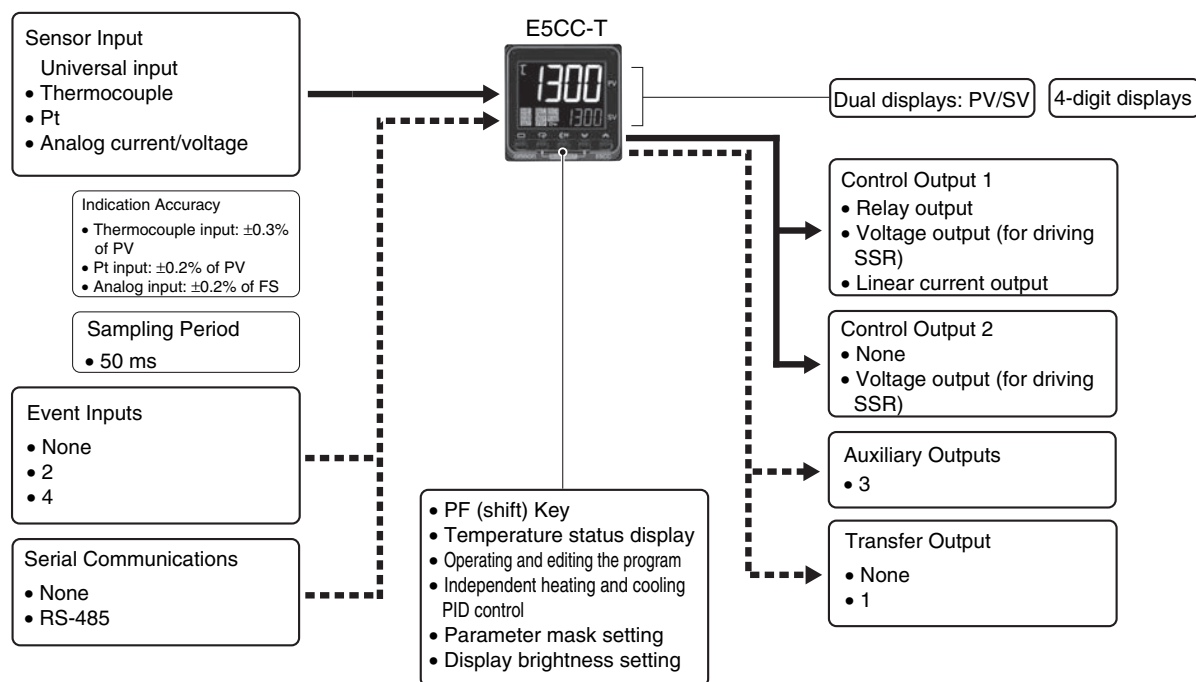 E5CC-T
Sensor Input
Universal input
• Thermocouple
• Pt
• Analog current/voltage
Indication Accuracy
• Thermocouple input: ±0.3%
of PV
• Pt input: ±0.2% of PV
• Analog input: ±0.2% of FS
Sampling Period
• 50 ms
Event Inputs
• None
• 2
• 4
Serial Communications
• None
• RS-485
1300
PV
1300
SV
• PF (shift) Key
• Temperature status display
• Operating and editing the program
• Independent heating and cooling
PID control
• Parameter mask setting
• Display brightness setting
Dual displays: PV/SV
4-digit displays
Control Output 1
• Relay output
• Voltage output (for driving
SSR)
• Linear current output
Control Output 2
• None
• Voltage output (for driving
SSR)
Auxiliary Outputs
• 3
Transfer Output
• None
• 1